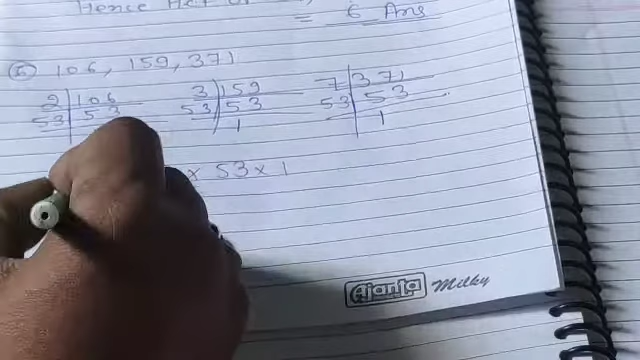 Hence HCF of
= 6 Ans
6 106, 159, 371
2 106 3 159 7 371
53 53 53 53 53 53
1 1
× 53 × 1
Ajanta Milky